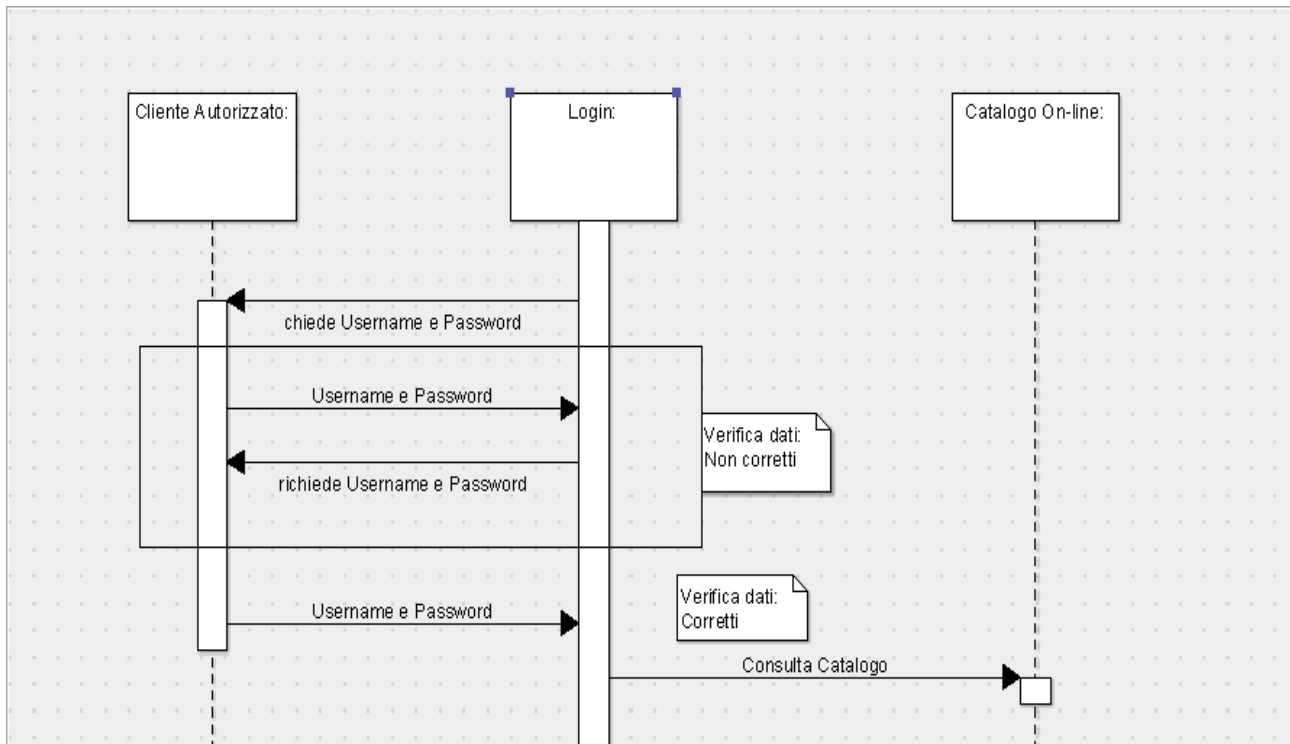 Cliente Autorizzato:
Login:
Catalogo On-line:
chiede Username e Password
Username e Password
Verifica dati:
Non corretti
richiede Username e Password
Verifica dati:
Corretti
Username e Password
Consulta Catalogo